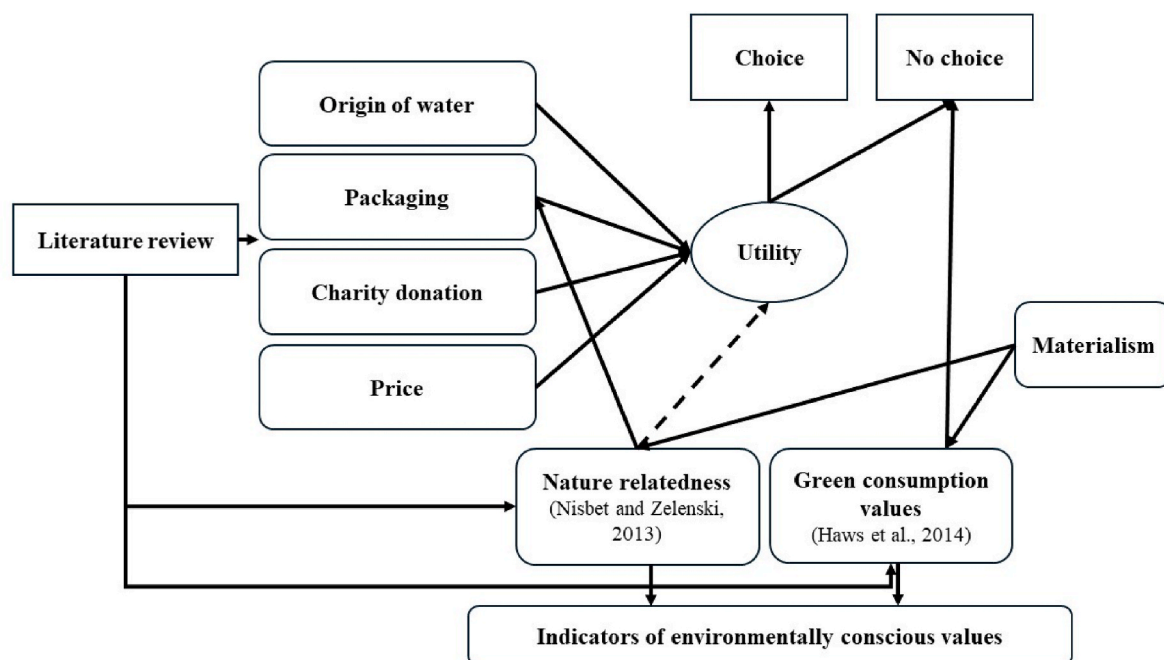 Choice
No choice
Origin of water
Packaging
Literature review
Utility
Charity donation
Materialism
Price
Nature relatedness
(Nisbet and Zelenski,
2013)
Green consumption
values
(Haws et al., 2014)
Indicators of environmentally conscious values